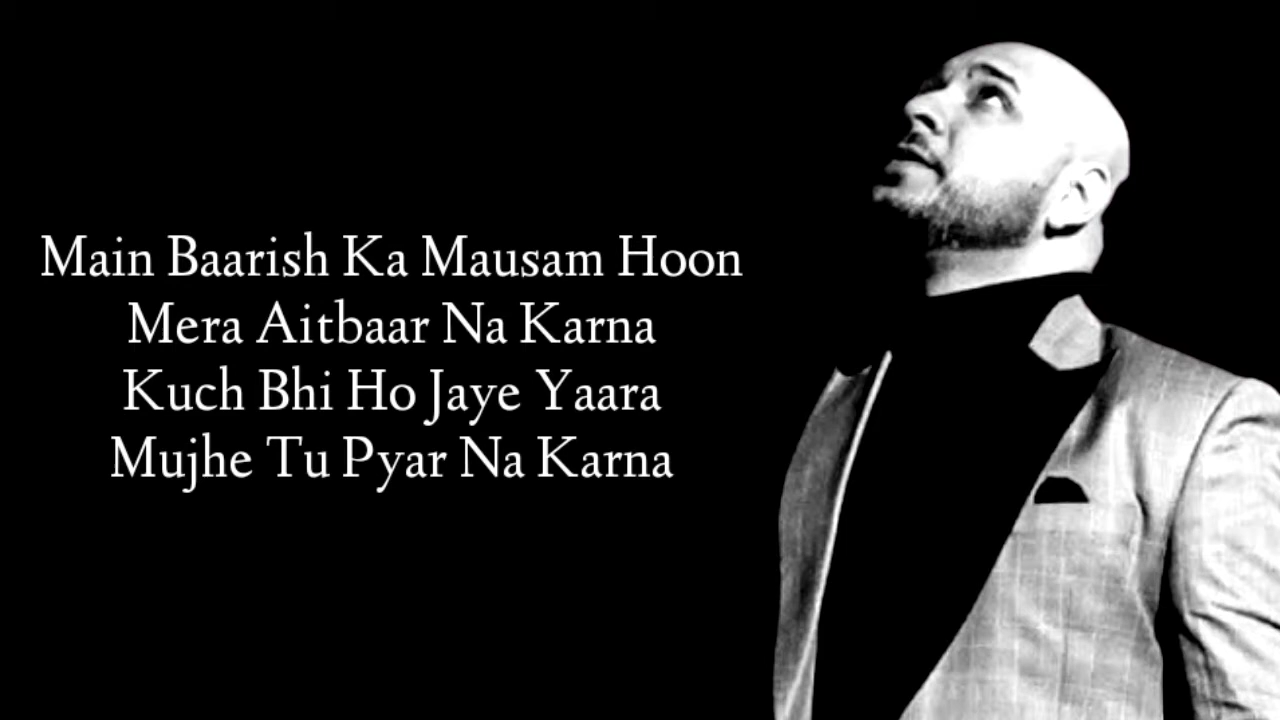 Main Baarish Ka Mausam Hoon
Mera Aitbaar Na Karna
Kuch Bhi Ho Jaye Yaara
Mujhe Tu Pyar Na Karna